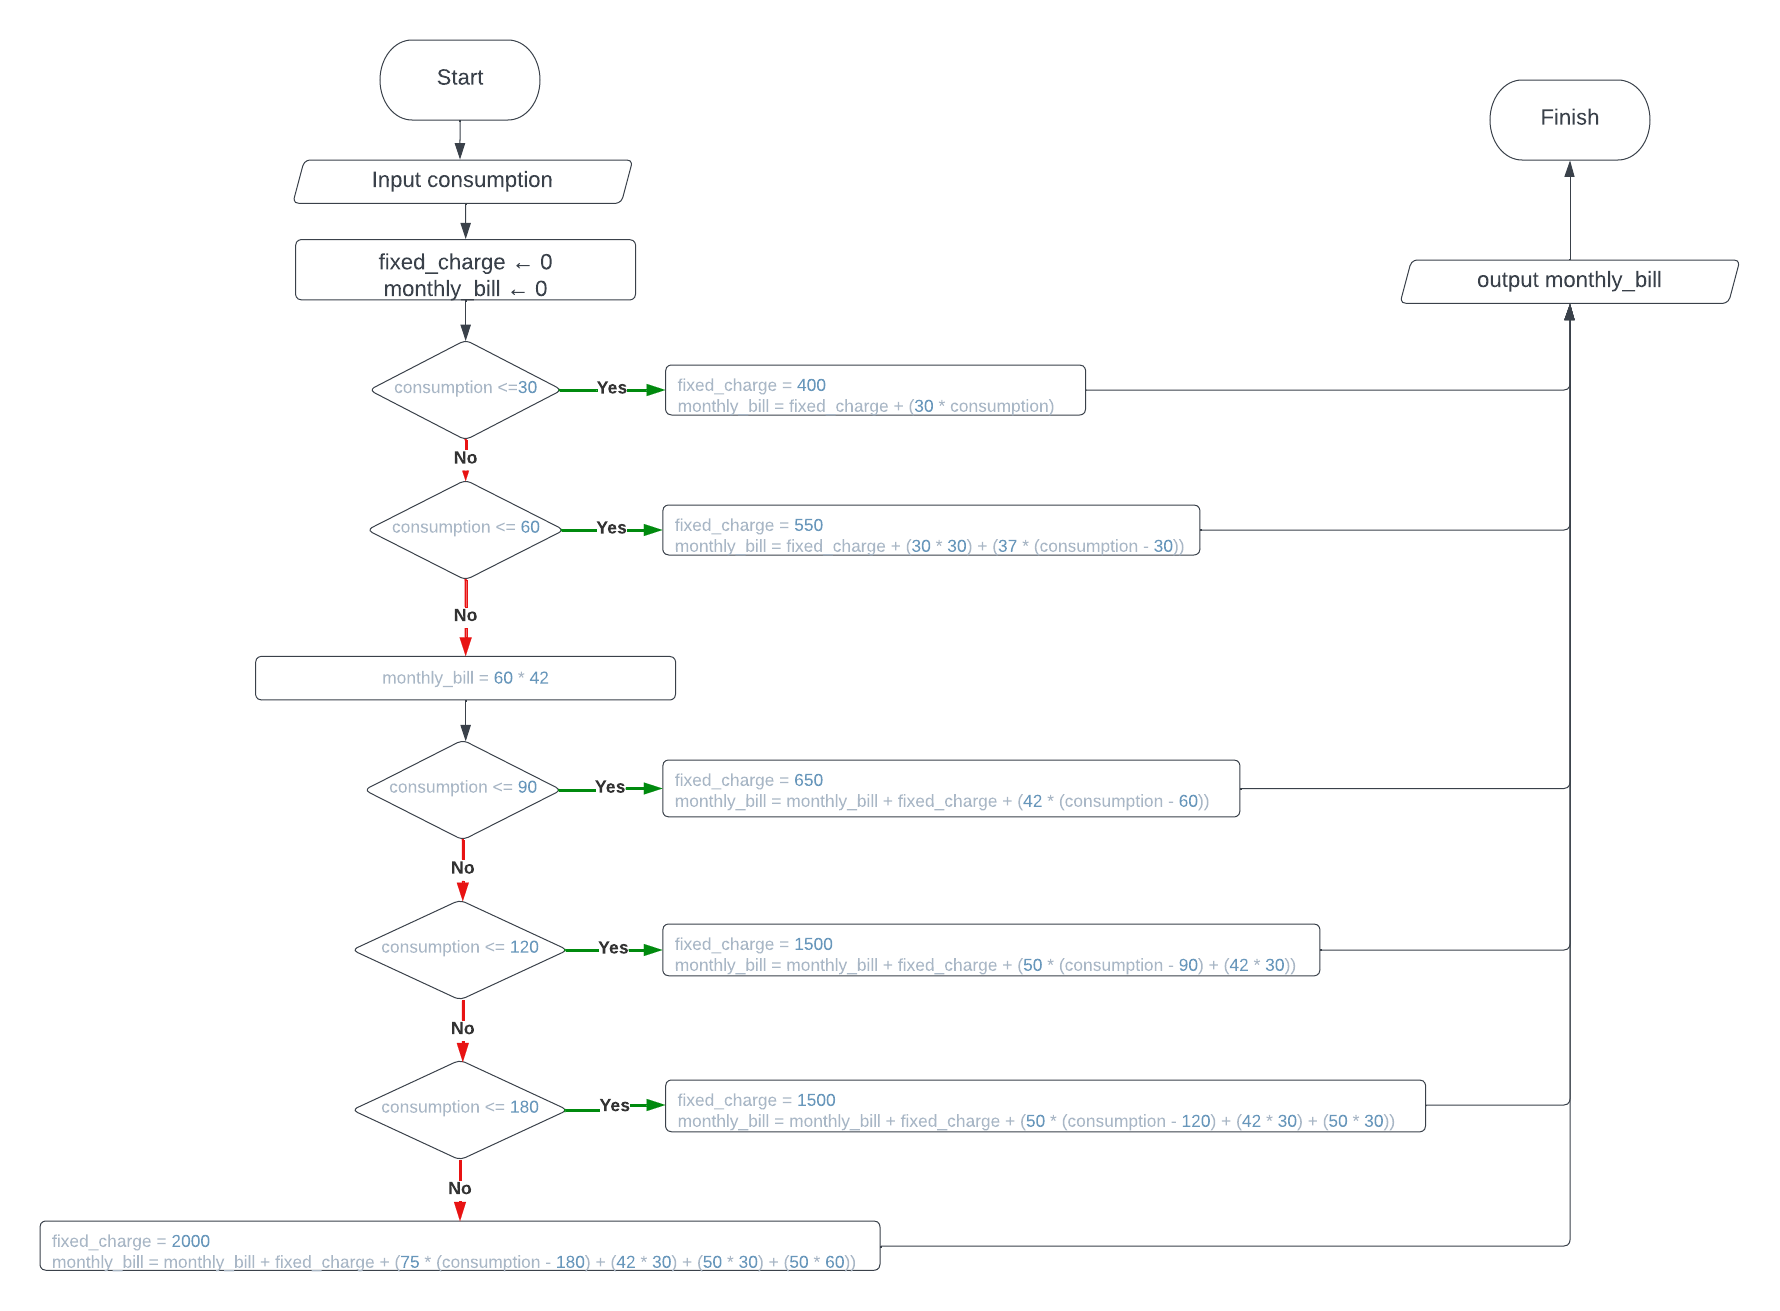 Start
Input consumption
fixed_charge ← 0
monthly_bill ← 0
consumption <=30
Yes
fixed_charge = 400
monthly_bill = fixed_charge + (30 * consumption)
No
consumption <= 60
Yes
fixed_charge = 550
monthly_bill = fixed_charge + (30 * 30) + (37 * (consumption - 30))
No
monthly_bill = 60 * 42
consumption <= 90
Yes
fixed_charge = 650
monthly_bill = monthly_bill + fixed_charge + (42 * (consumption - 60))
No
consumption <= 120
Yes
fixed_charge = 1500
monthly_bill = monthly_bill + fixed_charge + (50 * (consumption - 90) + (42 * 30))
No
consumption <= 180
Yes
fixed_charge = 1500
monthly_bill = monthly_bill + fixed_charge + (50 * (consumption - 120) + (42 * 30) + (50 * 30))
No
fixed_charge = 2000
monthly_bill = monthly_bill + fixed_charge + (75 * (consumption - 180) + (42 * 30) + (50 * 30) + (50 * 60))
output monthly_bill
Finish